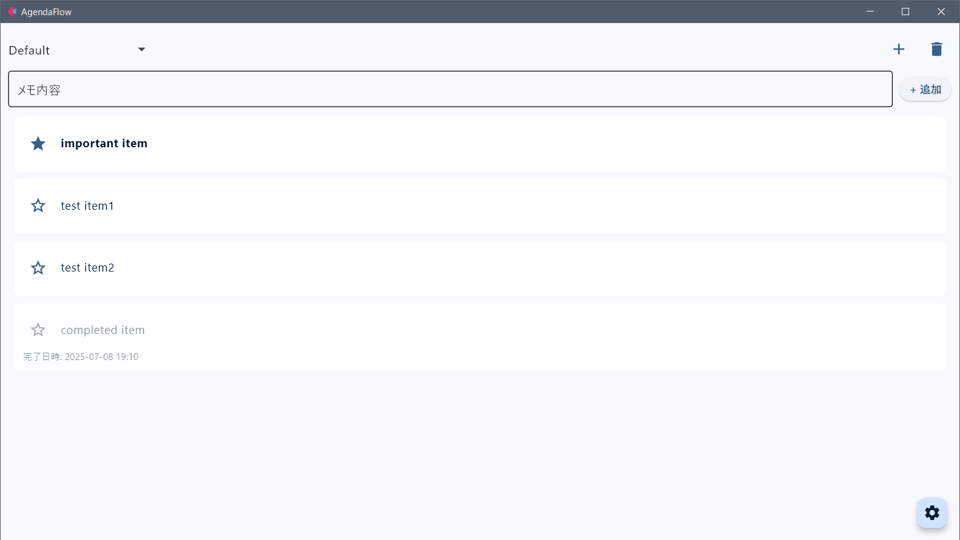 AgendaFlow
Default
メモ内容
+ 追加
important item
test item1
test item2
completed item
完了日時: 2025-07-08 19:10